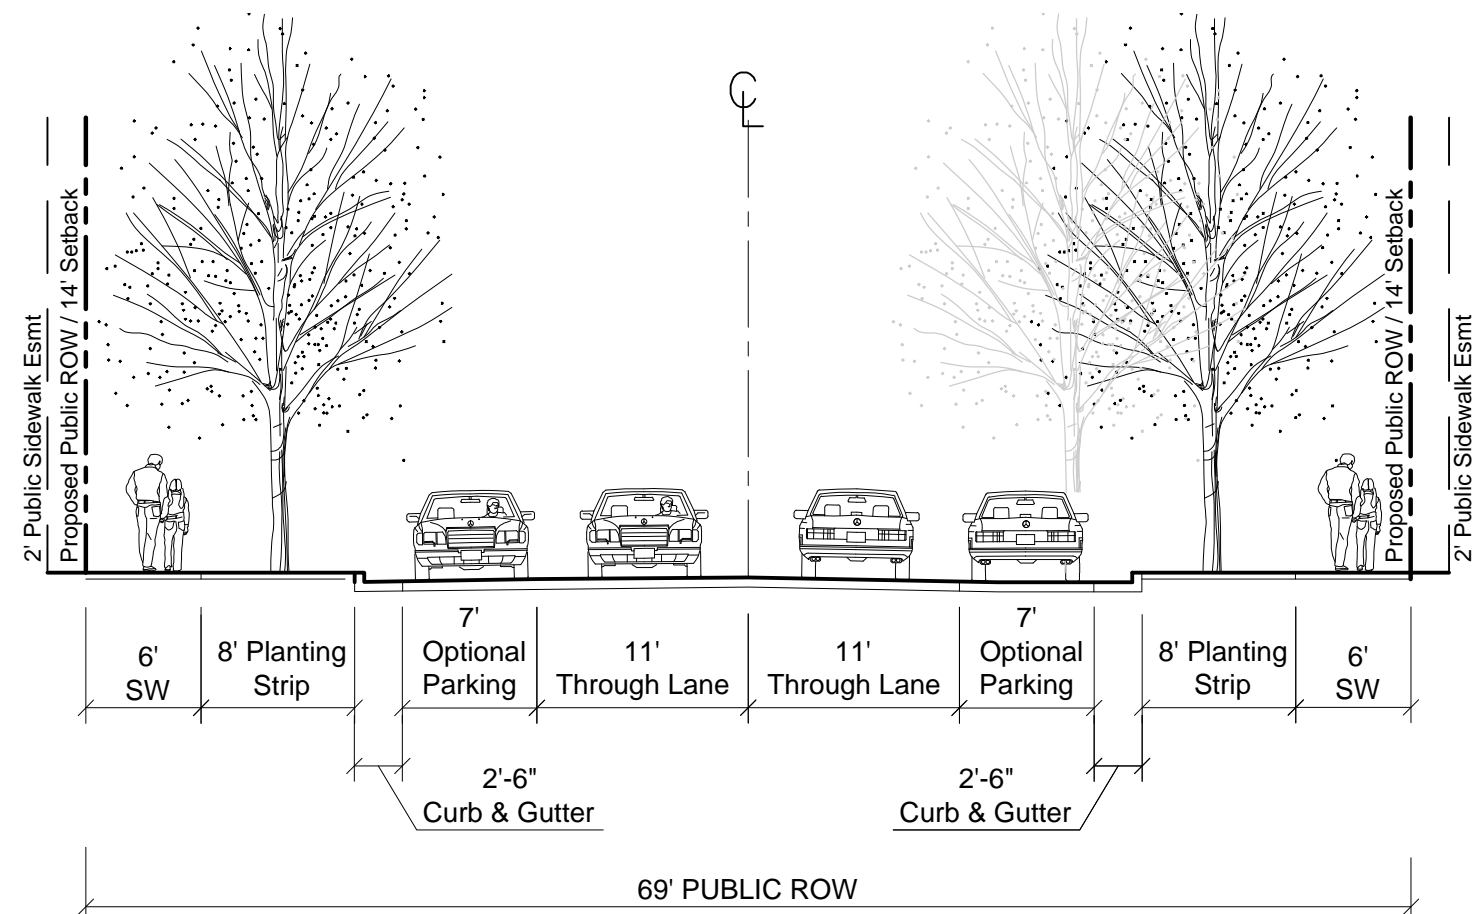 ℄
2' Public Sidewalk Esmt
Proposed Public ROW / 14' Setback
Proposed Public ROW / 14' Setback
2' Public Sidewalk Esmt
6'
SW
8' Planting
Strip
7'
Optional
Parking
11'
Through Lane
11'
Through Lane
7'
Optional
Parking
8' Planting
Strip
6'
SW
2'-6"
Curb & Gutter
2'-6"
Curb & Gutter
69' PUBLIC ROW